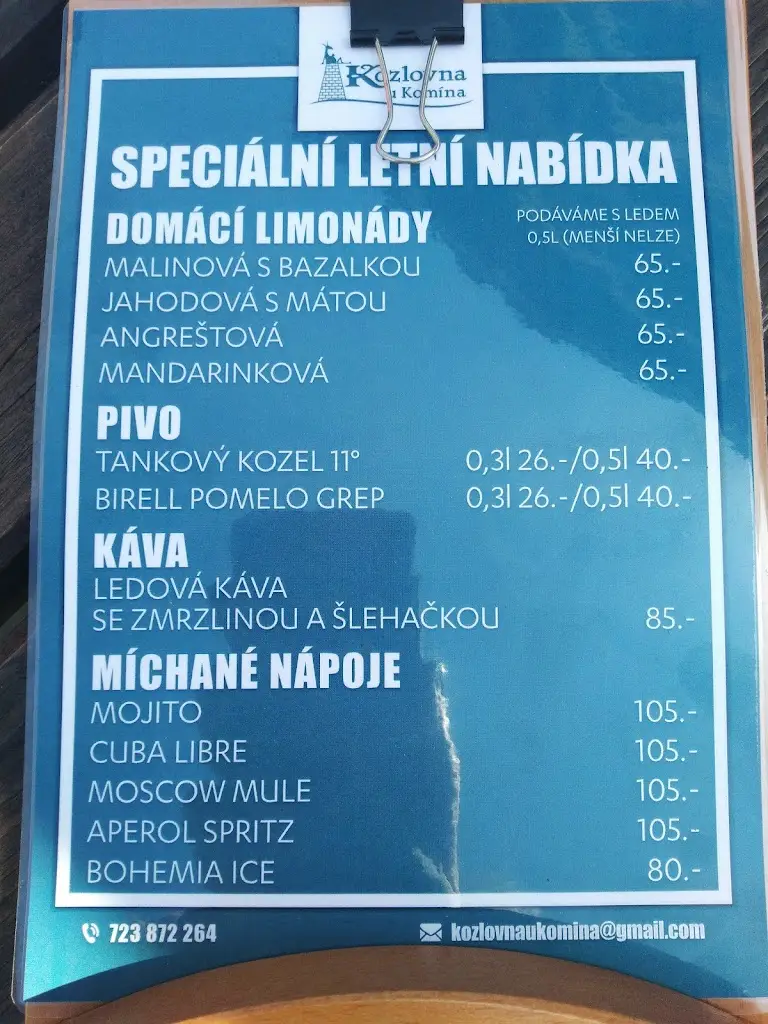 Kozlovna
u Komína
SPECIÁLNÍ LETNÍ NABÍDKA
DOMÁCÍ LIMONÁDY
PODÁVÁME S LEDEM
0,5L (MENŠÍ NELZE)
MALINOVÁ S BAZALKOU 65.-
JAHODOVÁ S MÁTOU 65.-
ANGREŠTOVÁ 65.-
MANDARINKOVÁ 65.-
PIVO
TANKOVÝ KOZEL 11° 0,3l 26.-/0,5l 40.-
BIRELL POMELO GREP 0,3l 26.-/0,5l 40.-
KÁVA
LEDOVÁ KÁVA
SE ZMRZLINOU A ŠLEHAČKOU 85.-
MÍCHANÉ NÁPOJE
MOJITO 105.-
CUBA LIBRE 105.-
MOSCOW MULE 105.-
APEROL SPRITZ 105.-
BOHEMIA ICE 80.-
723 872 264 kozlovnaukomina@gmail.com